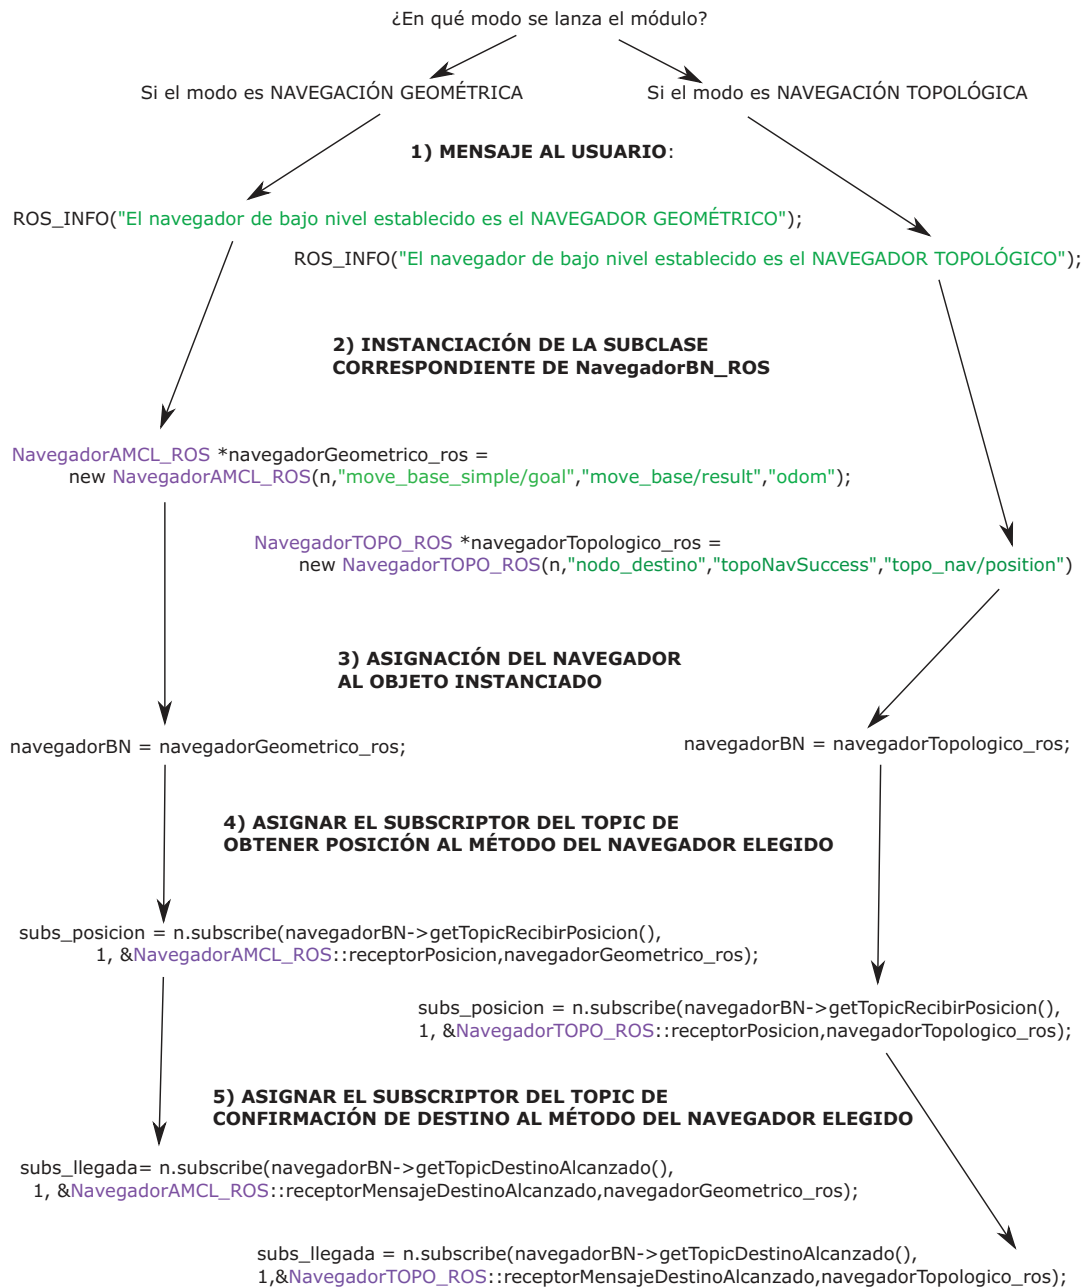 ¿En qué modo se lanza el módulo?
Si el modo es NAVEGACIÓN GEOMÉTRICA
Si el modo es NAVEGACIÓN TOPOLÓGICA
1) MENSAJE AL USUARIO:
ROS_INFO("El navegador de bajo nivel establecido es el NAVEGADOR GEOMÉTRICO");
ROS_INFO("El navegador de bajo nivel establecido es el NAVEGADOR TOPOLÓGICO");
2) INSTANCIACIÓN DE LA SUBCLASE
CORRESPONDIENTE DE NavegadorBN_ROS
NavegadorAMCL_ROS *navegadorGeometrico_ros =
new NavegadorAMCL_ROS(n,"move_base_simple/goal","move_base/result","odom");
NavegadorTOPO_ROS *navegadorTopologico_ros =
new NavegadorTOPO_ROS(n,"nodo_destino","topoNavSuccess","topo_nav/position")
3) ASIGNACIÓN DEL NAVEGADOR
AL OBJETO INSTANCIADO
navegadorBN = navegadorGeometrico_ros;
navegadorBN = navegadorTopologico_ros;
4) ASIGNAR EL SUBSCRIPTOR DEL TOPIC DE
OBTENER POSICIÓN AL MÉTODO DEL NAVEGADOR ELEGIDO
subs_posicion = n.subscribe(navegadorBN->getTopicRecibirPosicion(),
1, &NavegadorAMCL_ROS::receptorPosicion,navegadorGeometrico_ros);
subs_posicion = n.subscribe(navegadorBN->getTopicRecibirPosicion(),
1, &NavegadorTOPO_ROS::receptorPosicion,navegadorTopologico_ros);
5) ASIGNAR EL SUBSCRIPTOR DEL TOPIC DE
CONFIRMACIÓN DE DESTINO AL MÉTODO DEL NAVEGADOR ELEGIDO
subs_llegada= n.subscribe(navegadorBN->getTopicDestinoAlcanzado(),
1, &NavegadorAMCL_ROS::receptorMensajeDestinoAlcanzado,navegadorGeometrico_ros);
subs_llegada = n.subscribe(navegadorBN->getTopicDestinoAlcanzado(),
1,&NavegadorTOPO_ROS::receptorMensajeDestinoAlcanzado,navegadorTopologico_ros);